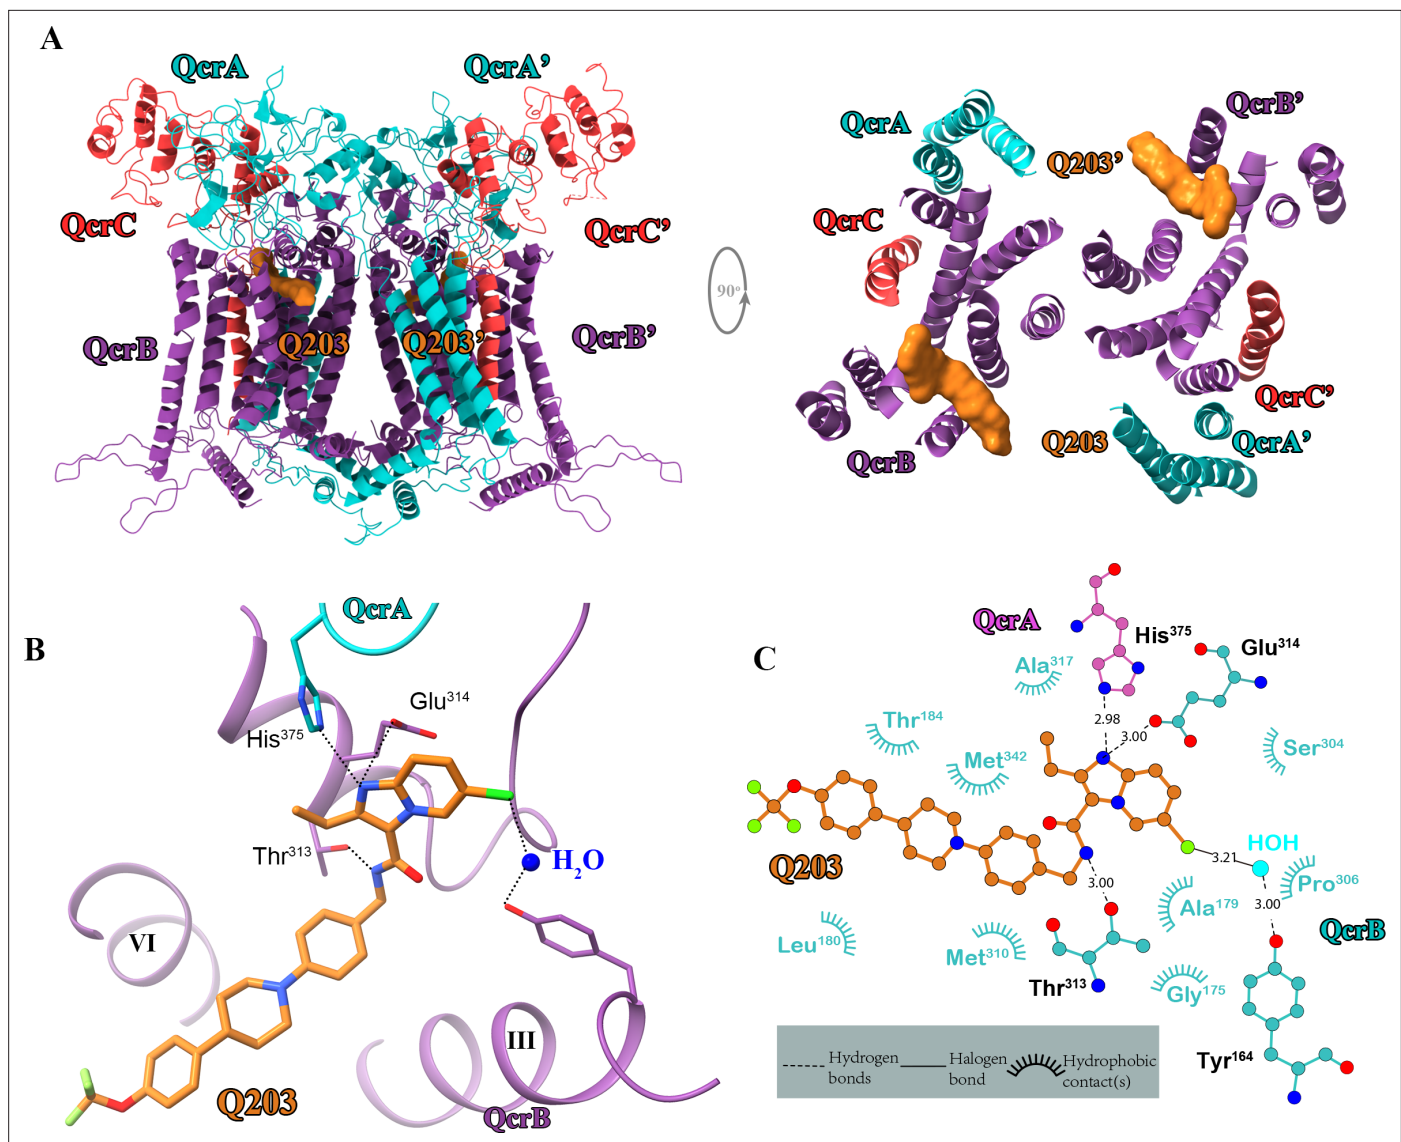 A
QcrA
QcrA’
QcrC
QcrC’
QcrB
Q203
Q203’
QcrB’
90°
QcrA
QcrB’
Q203’
QcrC
QcrC’
Q203
QcrA’
QcrB
B
QcrA
Glu314
His375
Thr313
H2O
VI
III
Q203
QcrB
C
QcrA
His375
Glu314
Ala317
Thr184
2.98
3.00
Ser304
Met342
HOH
3.21
Q203
3.00
Pro306
Ala179
3.00
QcrB
Leu180
Met310
Thr313
Gly175
Tyr164
Hydrogen
bonds
Halogen
bond
Hydrophobic
contact(s)